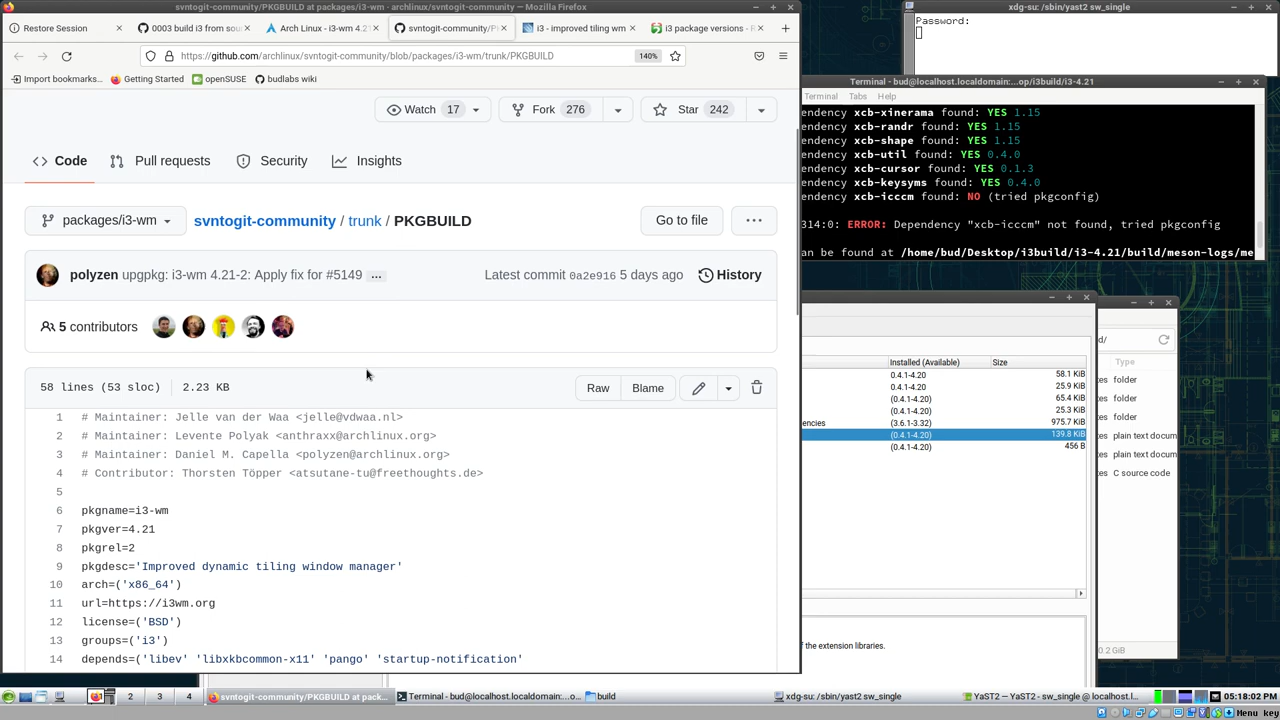 svntogit-community/PKGBUILD at packages/i3-wm · archlinux/svntogit-community — Mozilla Firefox
Restore Session
0003 build i3 from sou
Arch Linux - i3-wm 4.21-
svntogit-community/P
i3 - improved tiling wm
i3 package versions - R
https://github.com/archlinux/svntogit-community/blob/packages/i3-wm/trunk/PKGBUILD
140%
Import bookmarks…
Getting Started
openSUSE
budlabs wiki
Watch 17
Fork 276
Star 242
Code
Pull requests
Security
Insights
packages/i3-wm
svntogit-community / trunk / PKGBUILD
Go to file
polyzen upgpkg: i3-wm 4.21-2: Apply fix for #5149
Latest commit 0a2e916 5 days ago
History
5 contributors
58 lines (53 sloc)
2.23 KB
Raw
Blame
1 # Maintainer: Jelle van der Waa <jelle@vdwaa.nl>
2 # Maintainer: Levente Polyak <anthraxx@archlinux.org>
3 # Maintainer: Daniel M. Capella <polyzen@archlinux.org>
4 # Contributor: Thorsten Töpper <atsutane-tu@freethoughts.de>
5
6 pkgname=i3-wm
7 pkgver=4.21
8 pkgrel=2
9 pkgdesc='Improved dynamic tiling window manager'
10 arch=('x86_64')
11 url=https://i3wm.org
12 license=('BSD')
13 groups=('i3')
14 depends=('libev' 'libxkbcommon-x11' 'pango' 'startup-notification'
xdg-su: /sbin/yast2 sw_single
Password:
Terminal - bud@localhost.localdomain:...op/i3build/i3-4.21
Terminal Tabs Help
pendency xcb-xinerama found: YES 1.15
pendency xcb-randr found: YES 1.15
pendency xcb-shape found: YES 1.15
pendency xcb-util found: YES 0.4.0
pendency xcb-cursor found: YES 0.1.3
pendency xcb-keysyms found: YES 0.4.0
pendency xcb-icccm found: NO (tried pkgconfig)
314:0: ERROR: Dependency "xcb-icccm" not found, tried pkgconfig
an be found at /home/bud/Desktop/i3build/i3-4.21/build/meson-logs/me
Installed (Available) Size
0.4.1-4.20 58.1 KiB
0.4.1-4.20 25.9 KiB
(0.4.1-4.20) 65.4 KiB
(0.4.1-4.20) 25.3 KiB
encies (3.6.1-3.32) 975.7 KiB
(0.4.1-4.20) 139.8 KiB
(0.4.1-4.20) 456 B
f the extension libraries.
d/
Type
tes folder
tes folder
tes folder
tes plain text docum
tes plain text docum
tes C source code
0.2 GiB
2
3
4
svntogit-community/PKGBUILD at pack...
Terminal - bud@localhost.localdomain:...o...
build
xdg-su: /sbin/yast2 sw_single
YaST2 — YaST2 - sw_single @ localhost.l...
05:18:02 PM
Menu key